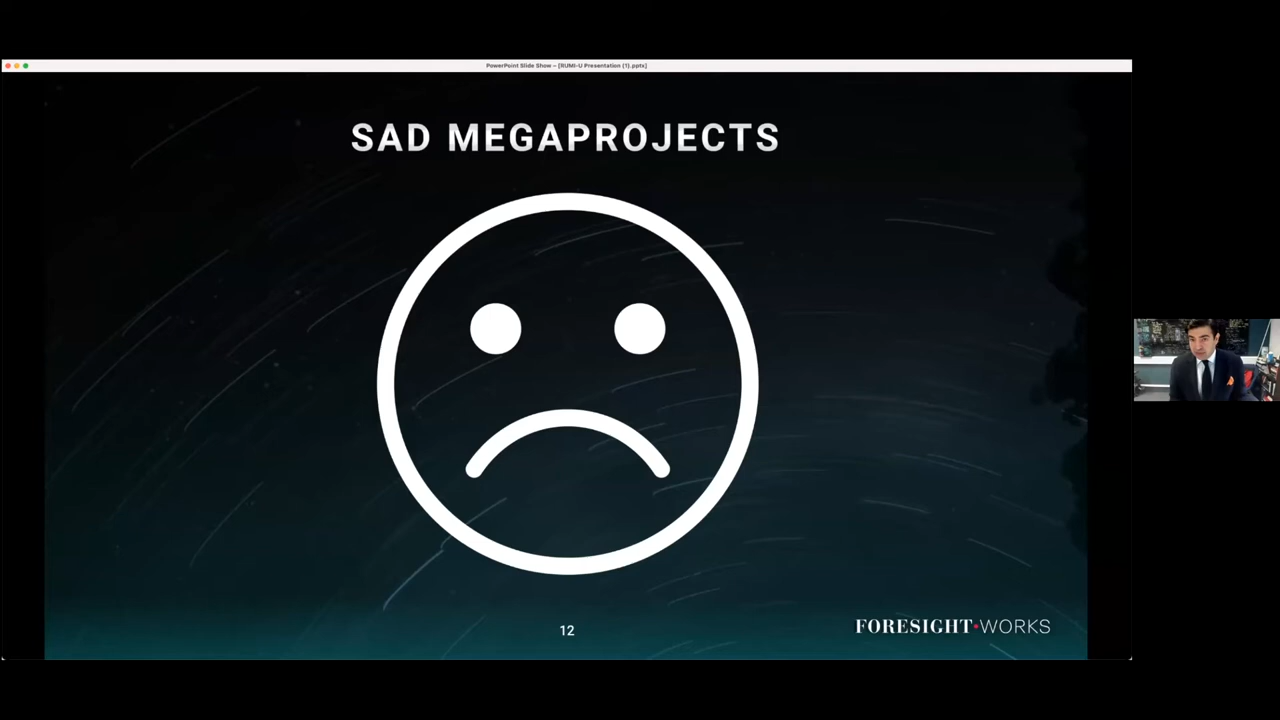 PowerPoint Slide Show – [RUMI-U Presentation (1).pptx]
SAD MEGAPROJECTS
12
FORESIGHT•WORKS